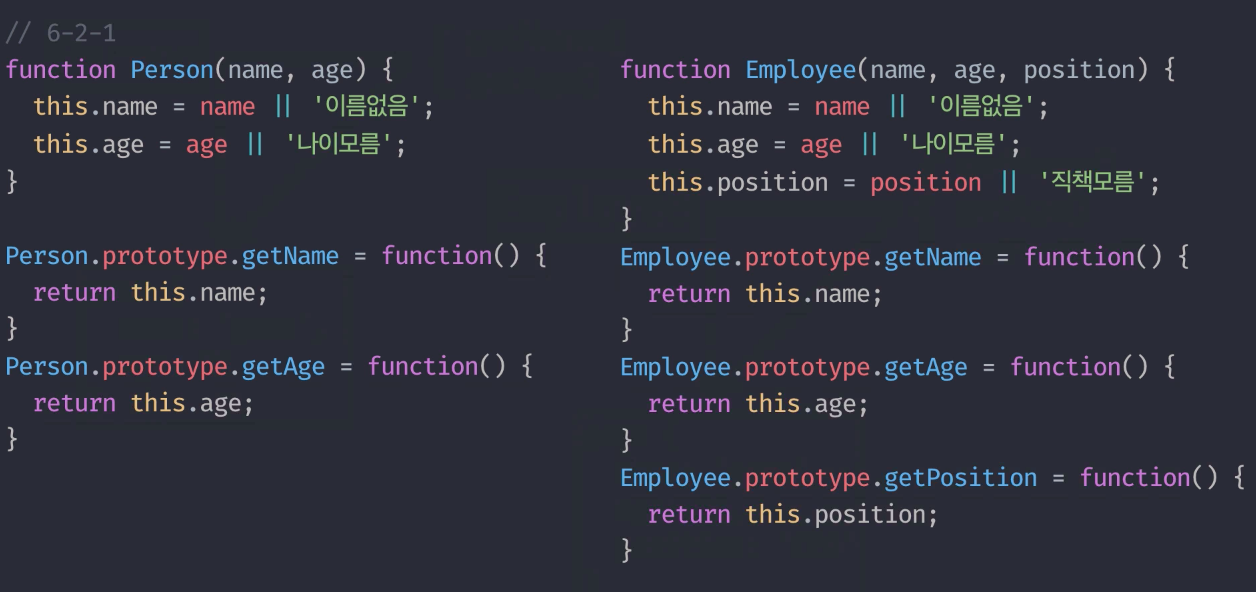 // 6-2-1
function Person(name, age) {
  this.name = name || '이름없음';
  this.age = age || '나이모름';
}
Person.prototype.getName = function() {
  return this.name;
}
Person.prototype.getAge = function() {
  return this.age;
}
function Employee(name, age, position) {
  this.name = name || '이름없음';
  this.age = age || '나이모름';
  this.position = position || '직책모름';
}
Employee.prototype.getName = function() {
  return this.name;
}
Employee.prototype.getAge = function() {
  return this.age;
}
Employee.prototype.getPosition = function() {
  return this.position;
}